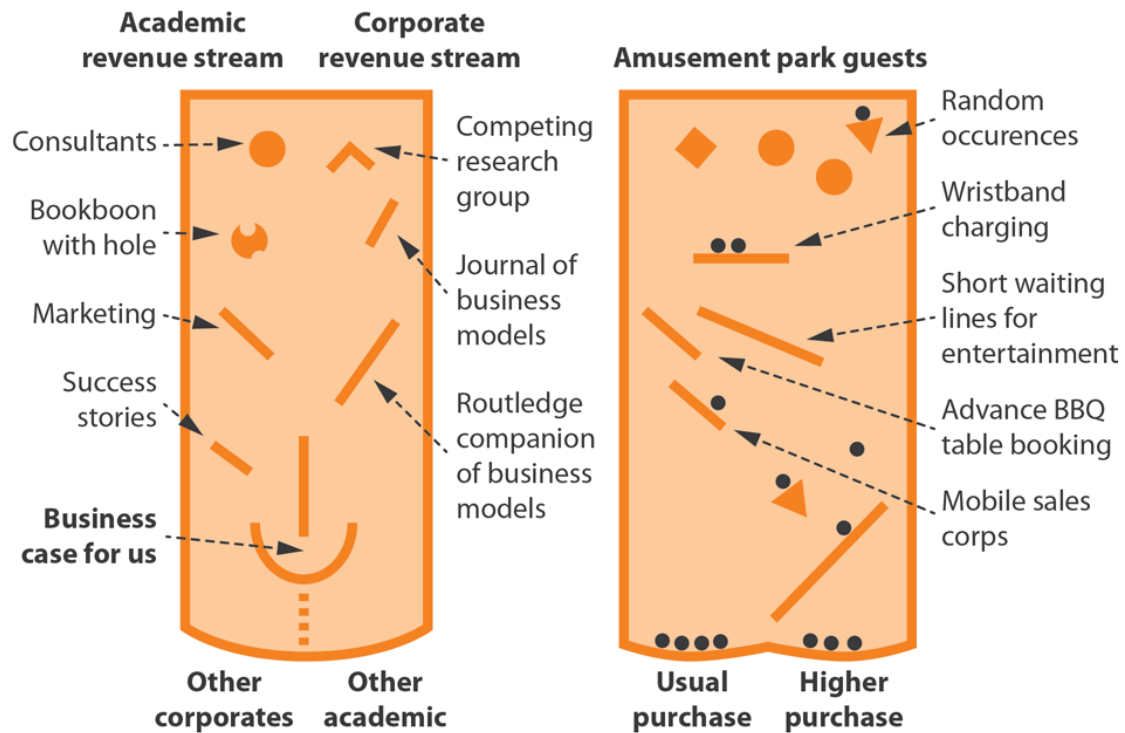 Academic
revenue stream
Corporate
revenue stream
Consultants
Bookboon
with hole
Marketing
Success
stories
Business
case for us
Competing
research
group
Journal of
business
models
Routledge
companion
of business
models
Other
corporates
Other
academic
Amusement park guests
Random
occurences
Wristband
charging
Short waiting
lines for
entertainment
Advance BBQ
table booking
Mobile sales
corps
Usual
purchase
Higher
purchase